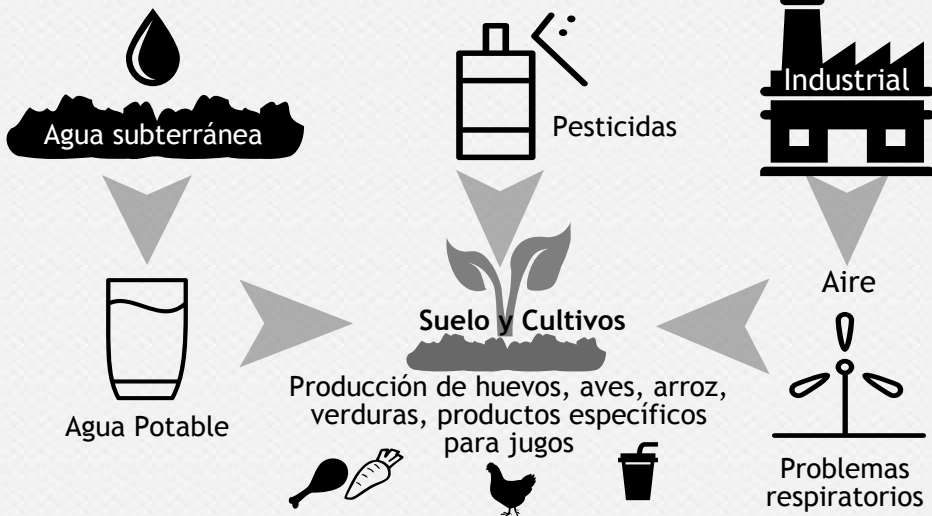 Agua subterránea
Pesticidas
Industrial
Agua Potable
Suelo y Cultivos
Producción de huevos, aves, arroz,
verduras, productos específicos
para jugos
Aire
Problemas
respiratorios